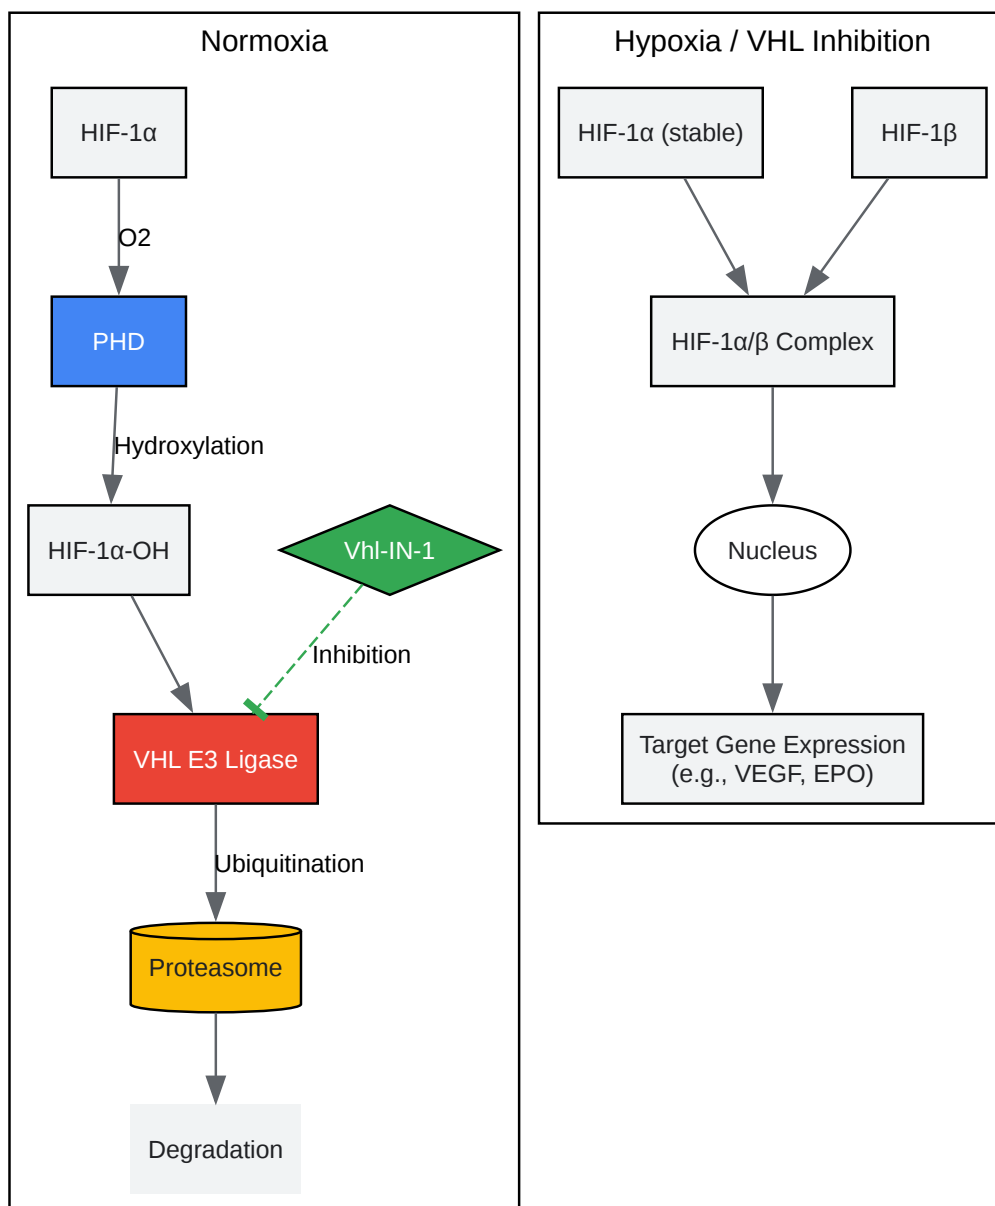 Normoxia
HIF-1α
O2
PHD
Hydroxylation
HIF-1α-OH
Vhl-IN-1
Inhibition
VHL E3 Ligase
Ubiquitination
Proteasome
Degradation
Hypoxia / VHL Inhibition
HIF-1α (stable)
HIF-1β
HIF-1α/β Complex
Nucleus
Target Gene Expression
(e.g., VEGF, EPO)